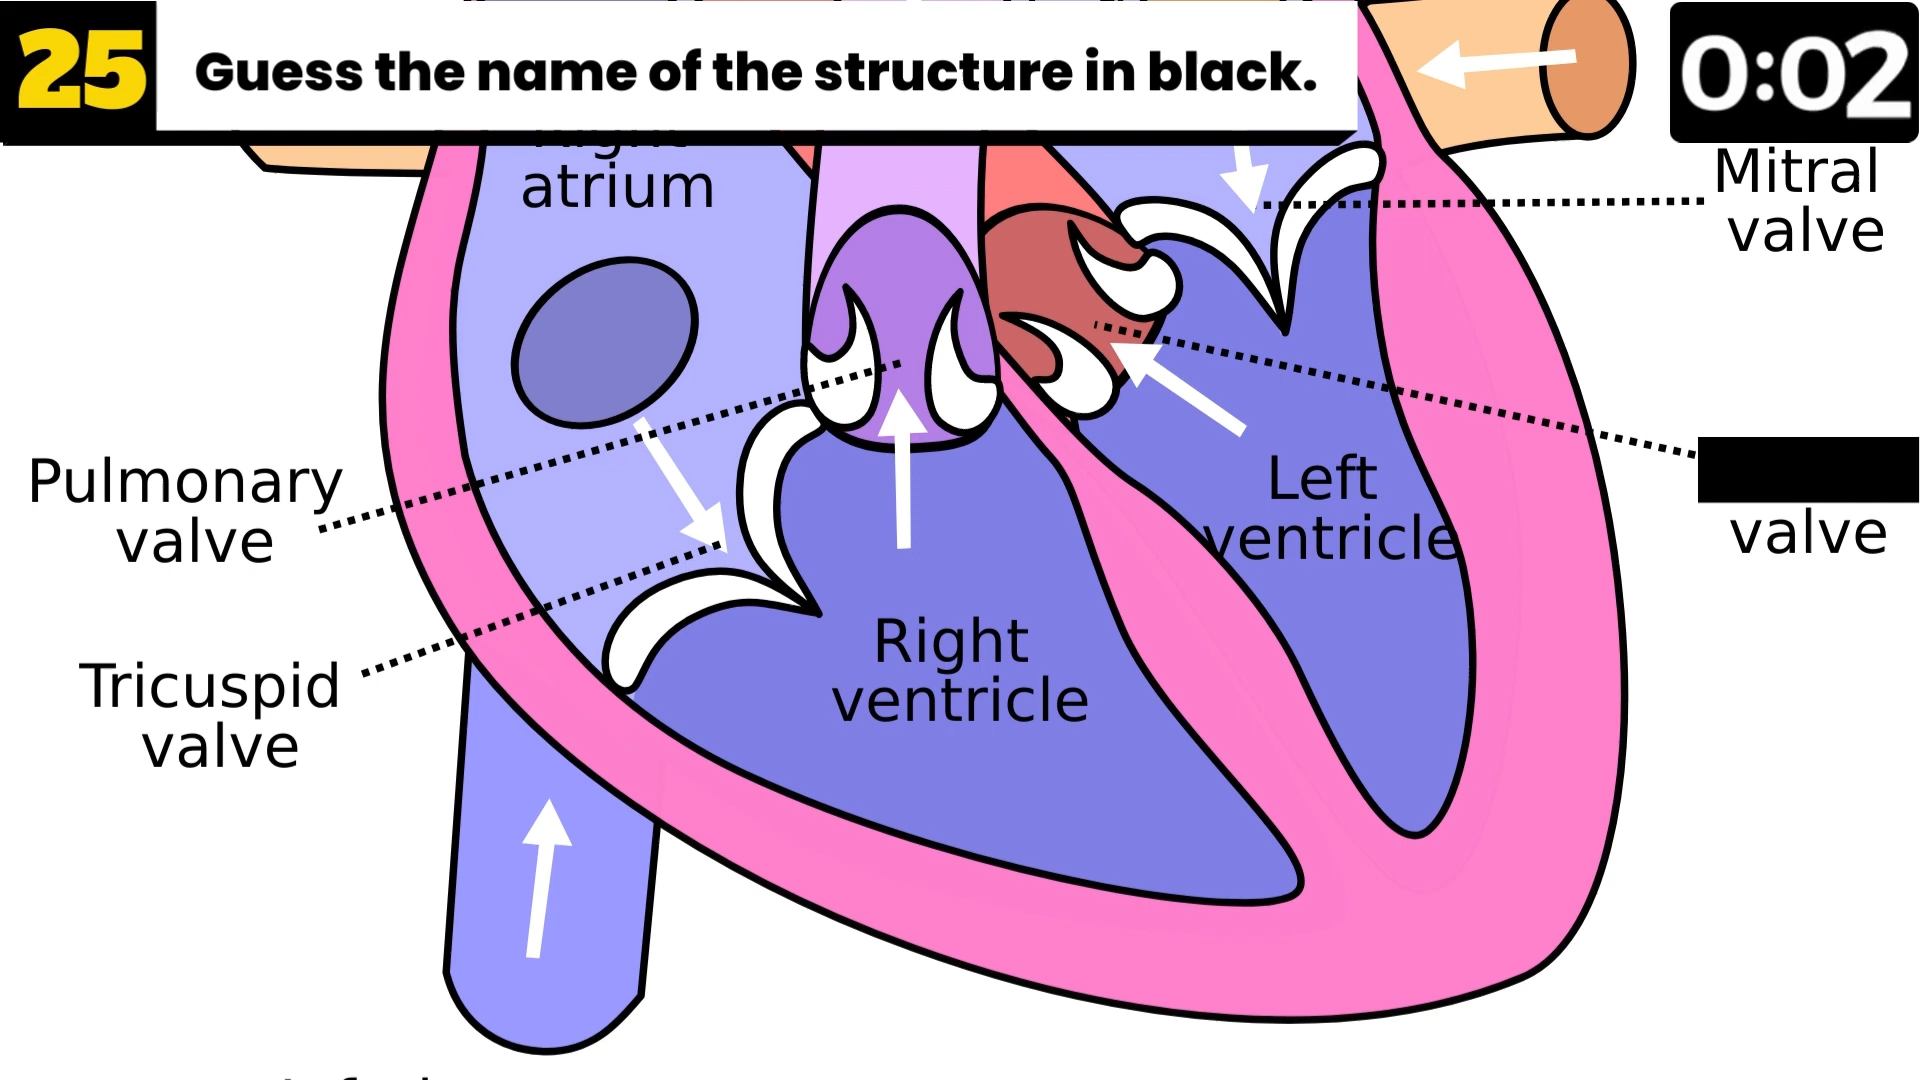 25
Guess the name of the structure in black.
0:02
atrium
Mitral
valve
Pulmonary
valve
Left
ventricle
valve
Right
ventricle
Tricuspid
valve